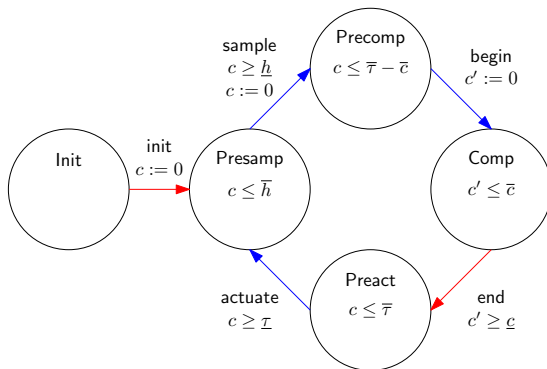 sample
c ≥ h̲
c := 0
Precomp
c ≤ τ̅ − c̅
begin
c′ := 0
Init
init
c := 0
Presamp
c ≤ h̅
Comp
c′ ≤ c̅
actuate
c ≥ τ̲
Preact
c ≤ τ̅
end
c′ ≥ c̲